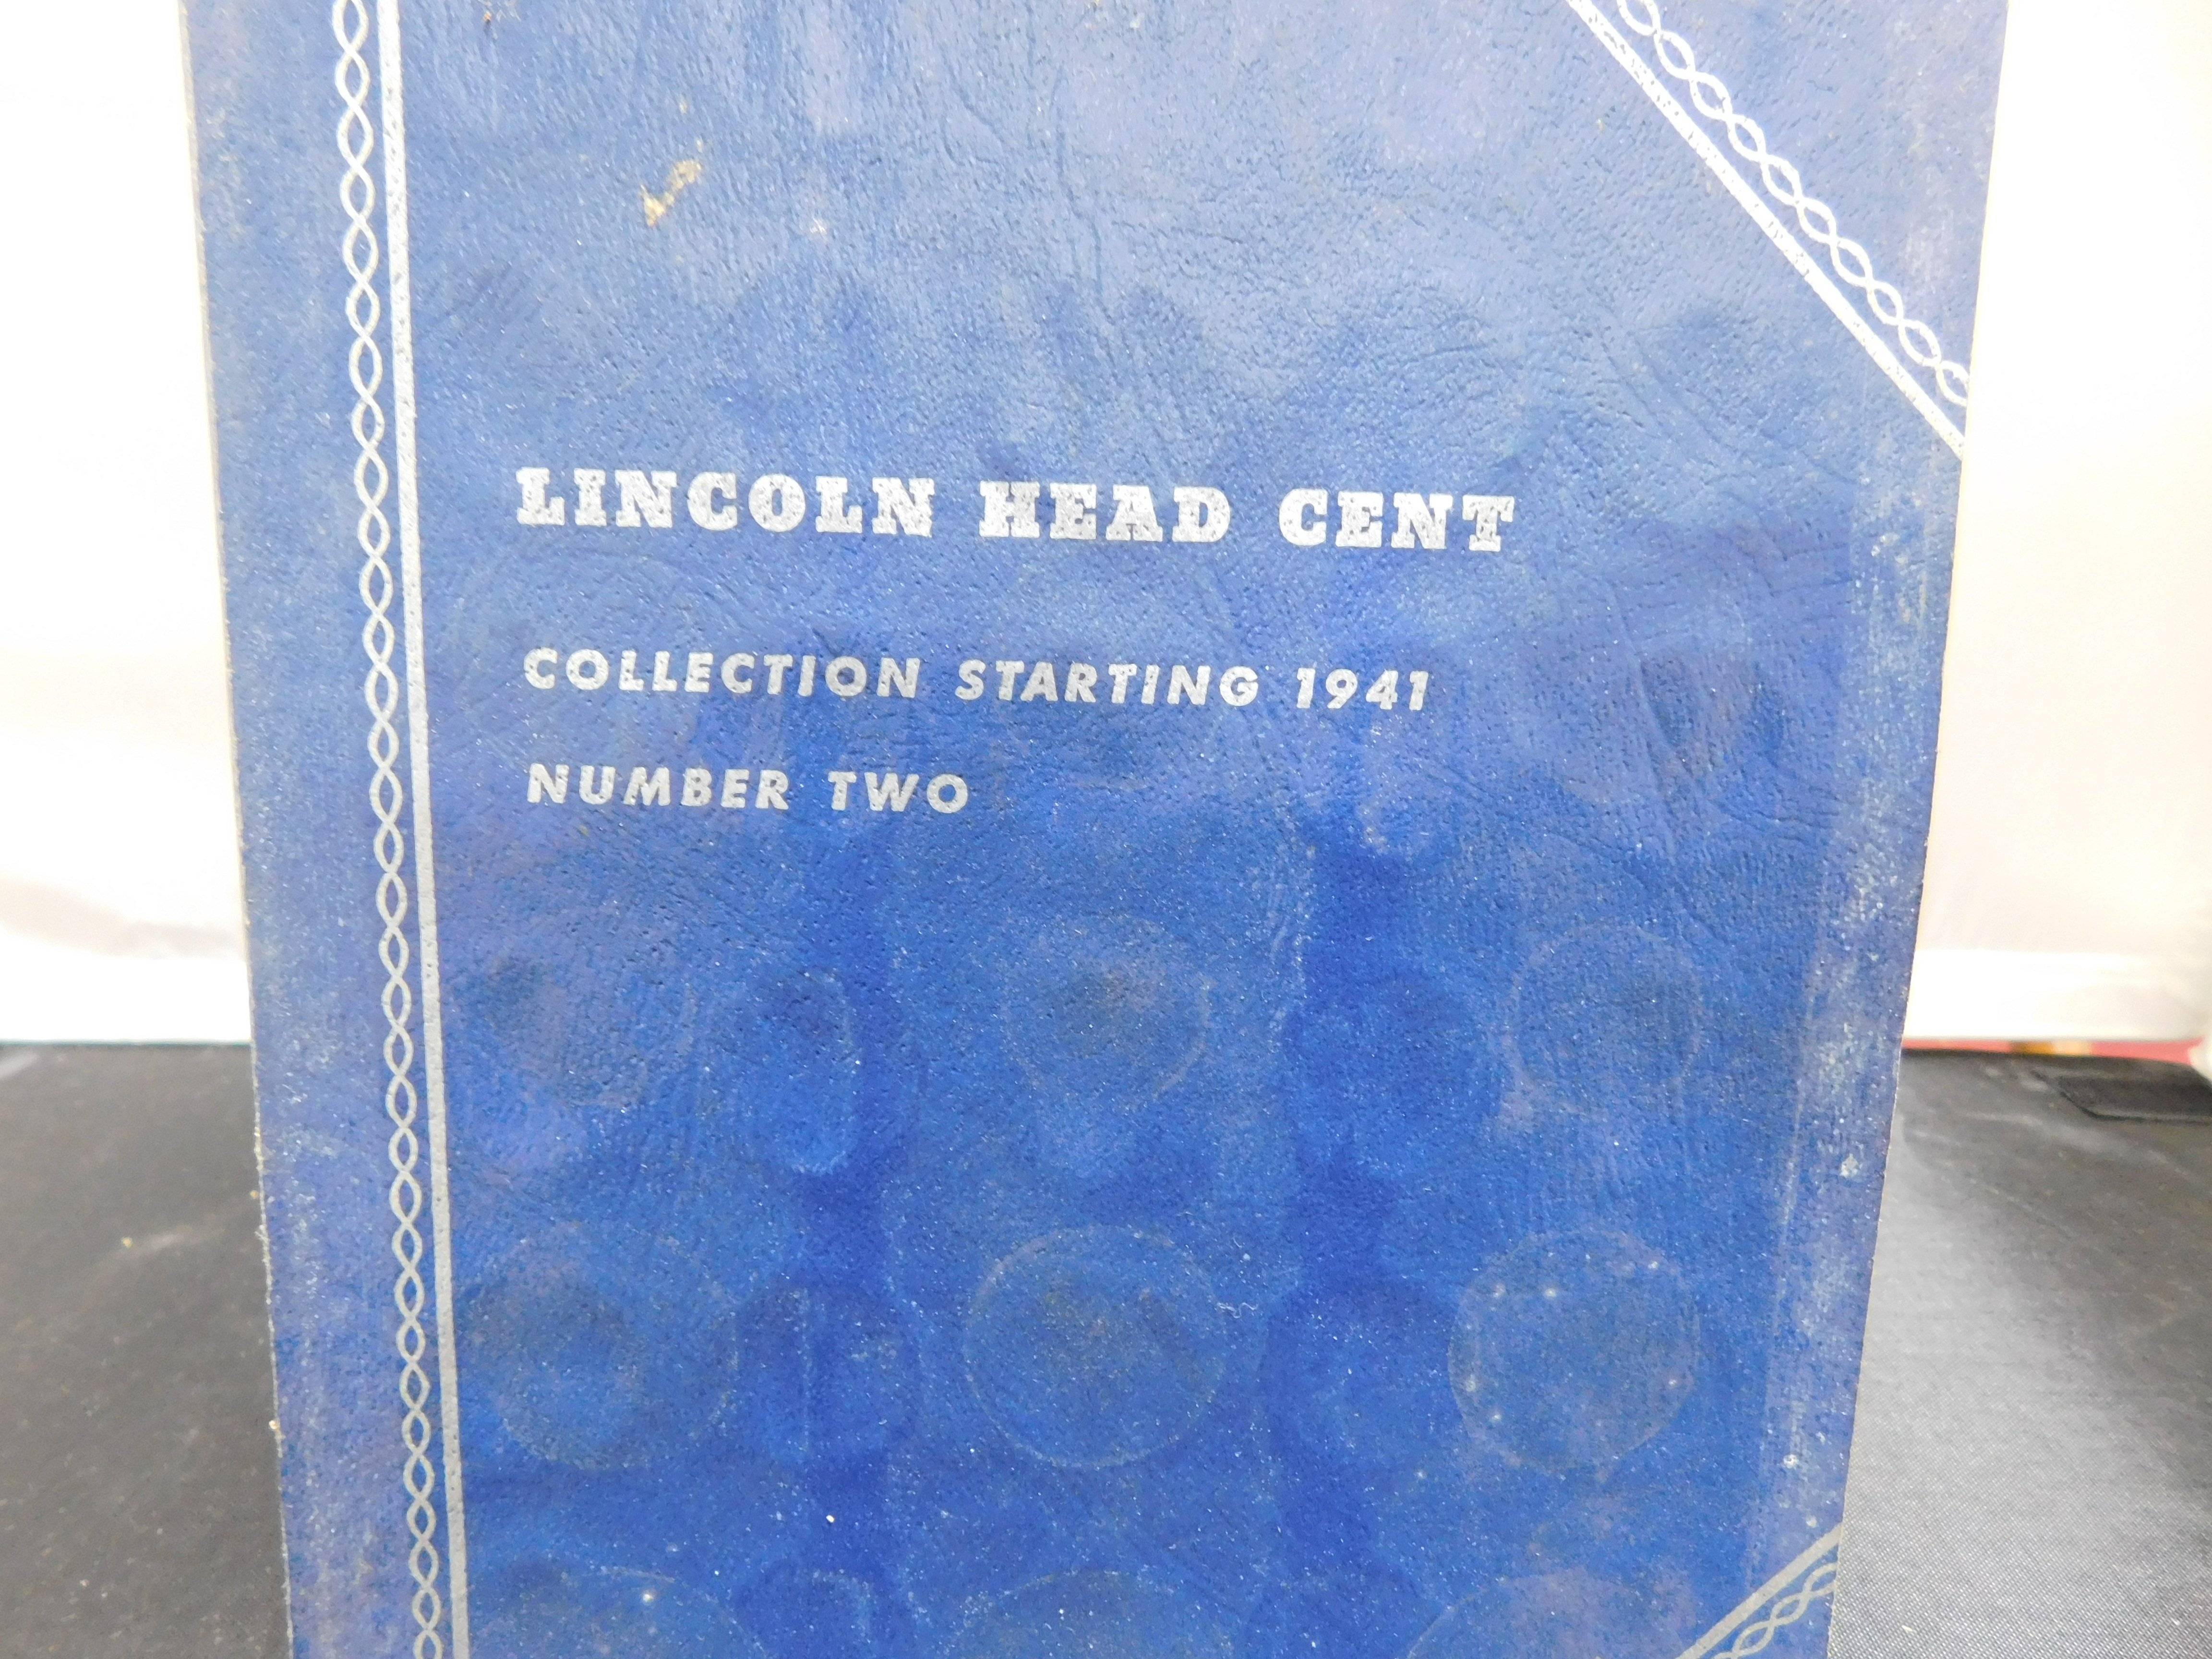 LINCOLN HEAD CENT
COLLECTION STARTING 1941
NUMBER TWO